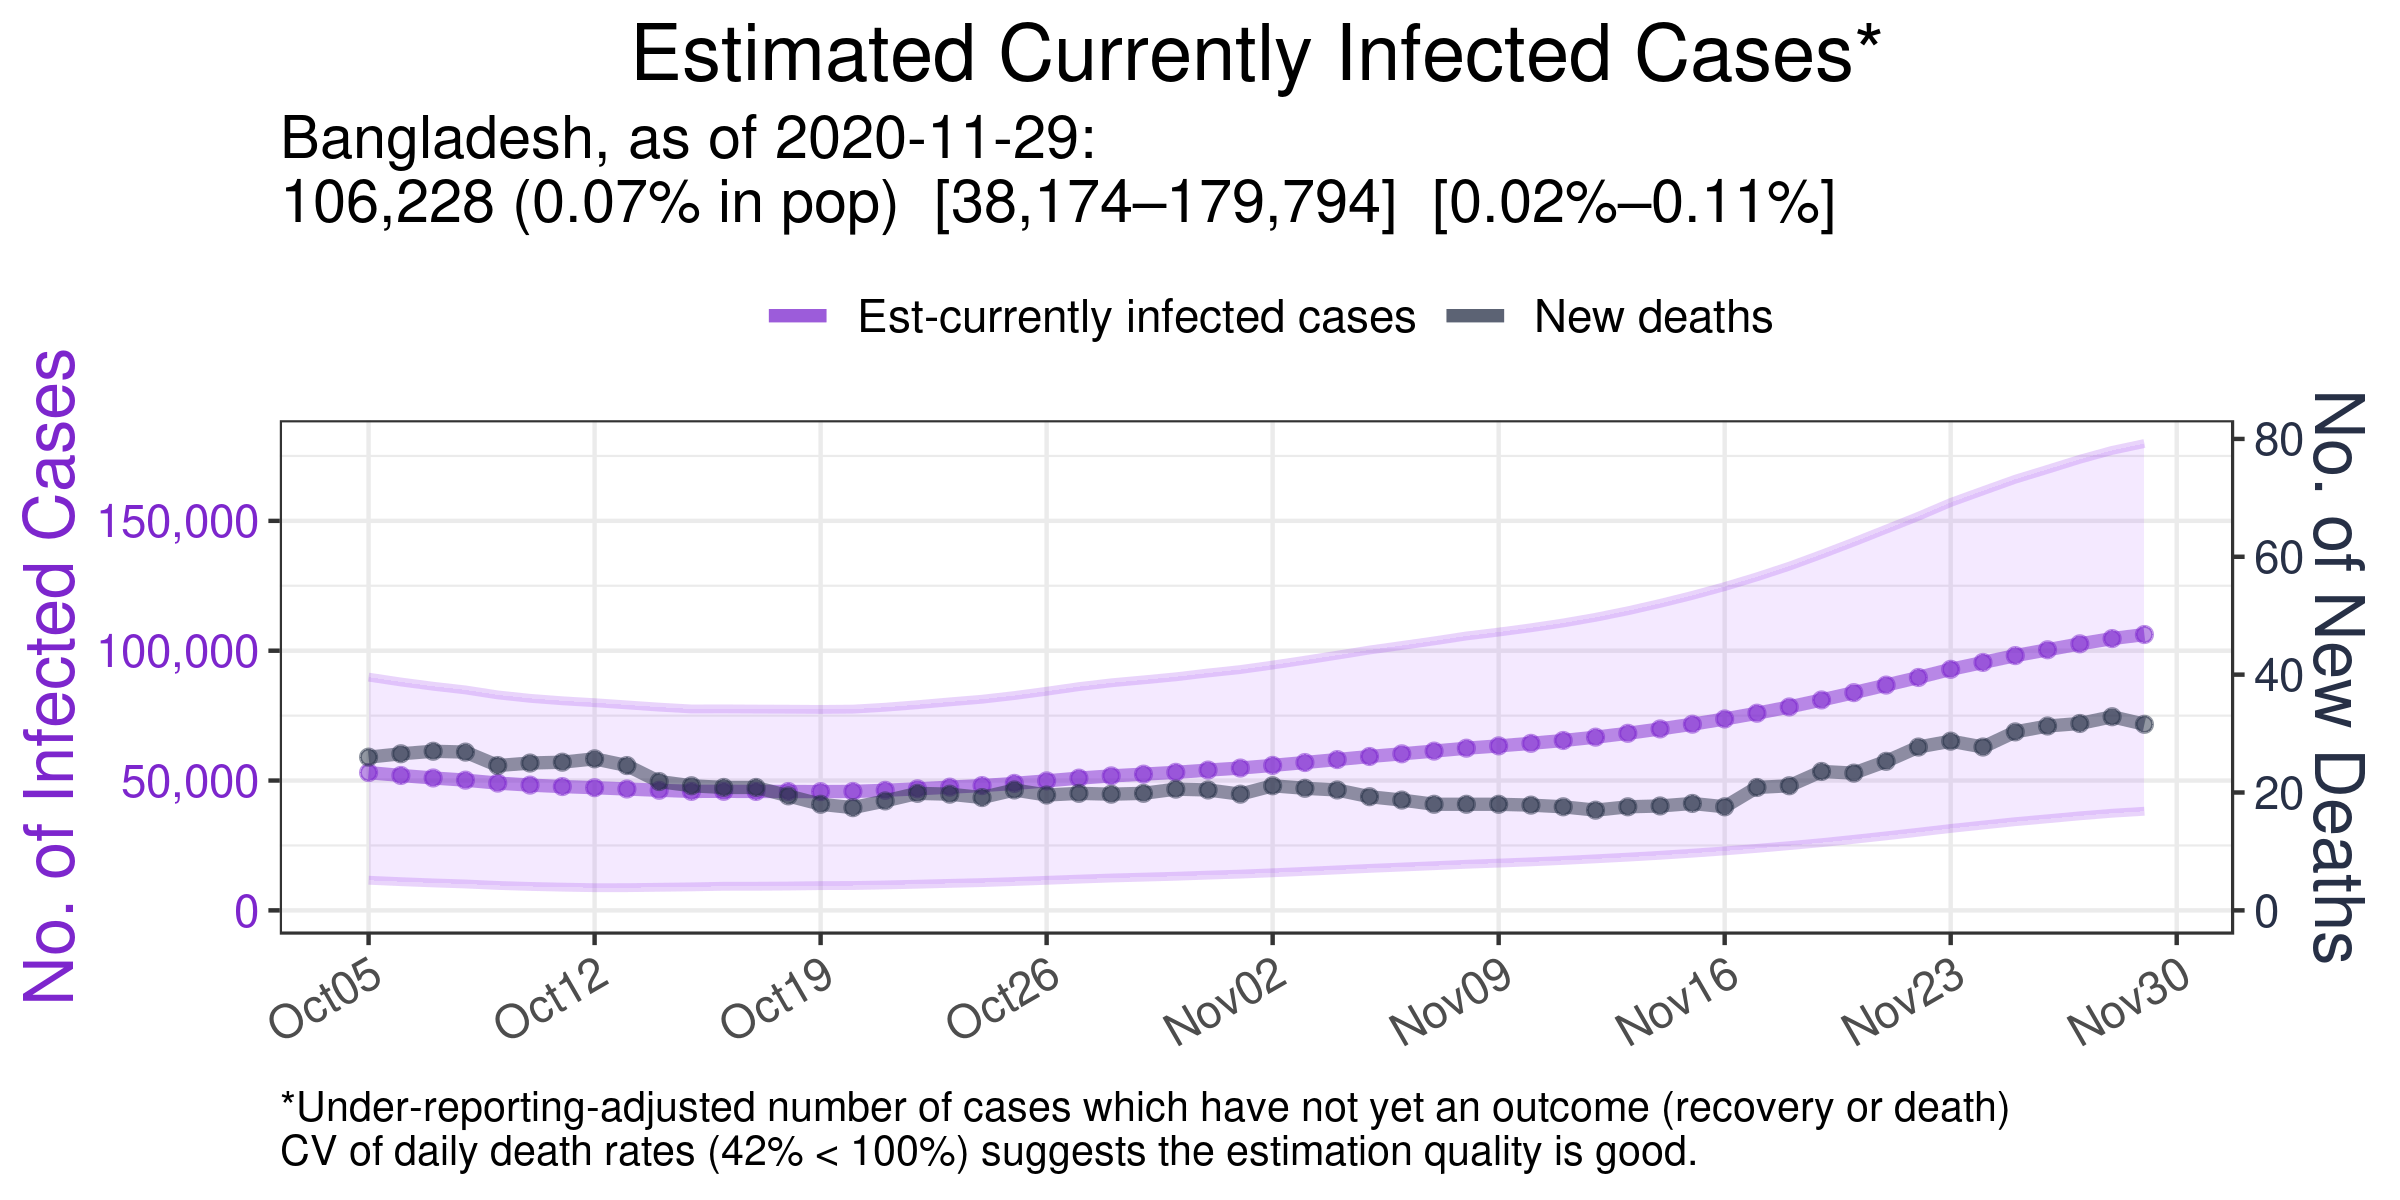 Estimated Currently Infected Cases*
Bangladesh, as of 2020-11-29:
106,228 (0.07% in pop)  [38,174–179,794]  [0.02%–0.11%]
Est-currently infected cases
New deaths
No. of Infected Cases
150,000
100,000
50,000
0
80
60
40
20
0
No. of New Deaths
Oct05
Oct12
Oct19
Oct26
Nov02
Nov09
Nov16
Nov23
Nov30
*Under-reporting-adjusted number of cases which have not yet an outcome (recovery or death)
CV of daily death rates (42% < 100%) suggests the estimation quality is good.